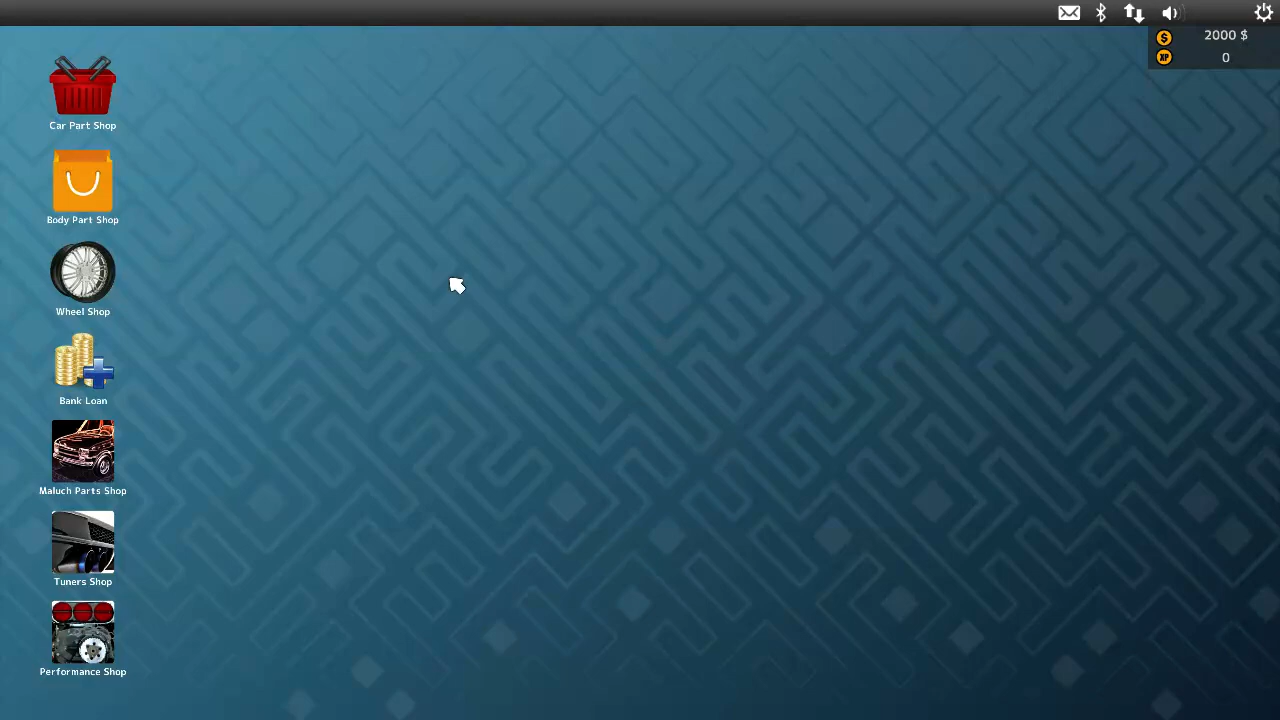 2000 $
0
Car Part Shop
Body Part Shop
Wheel Shop
Bank Loan
Maluch Parts Shop
Tuners Shop
Performance Shop
$
XP